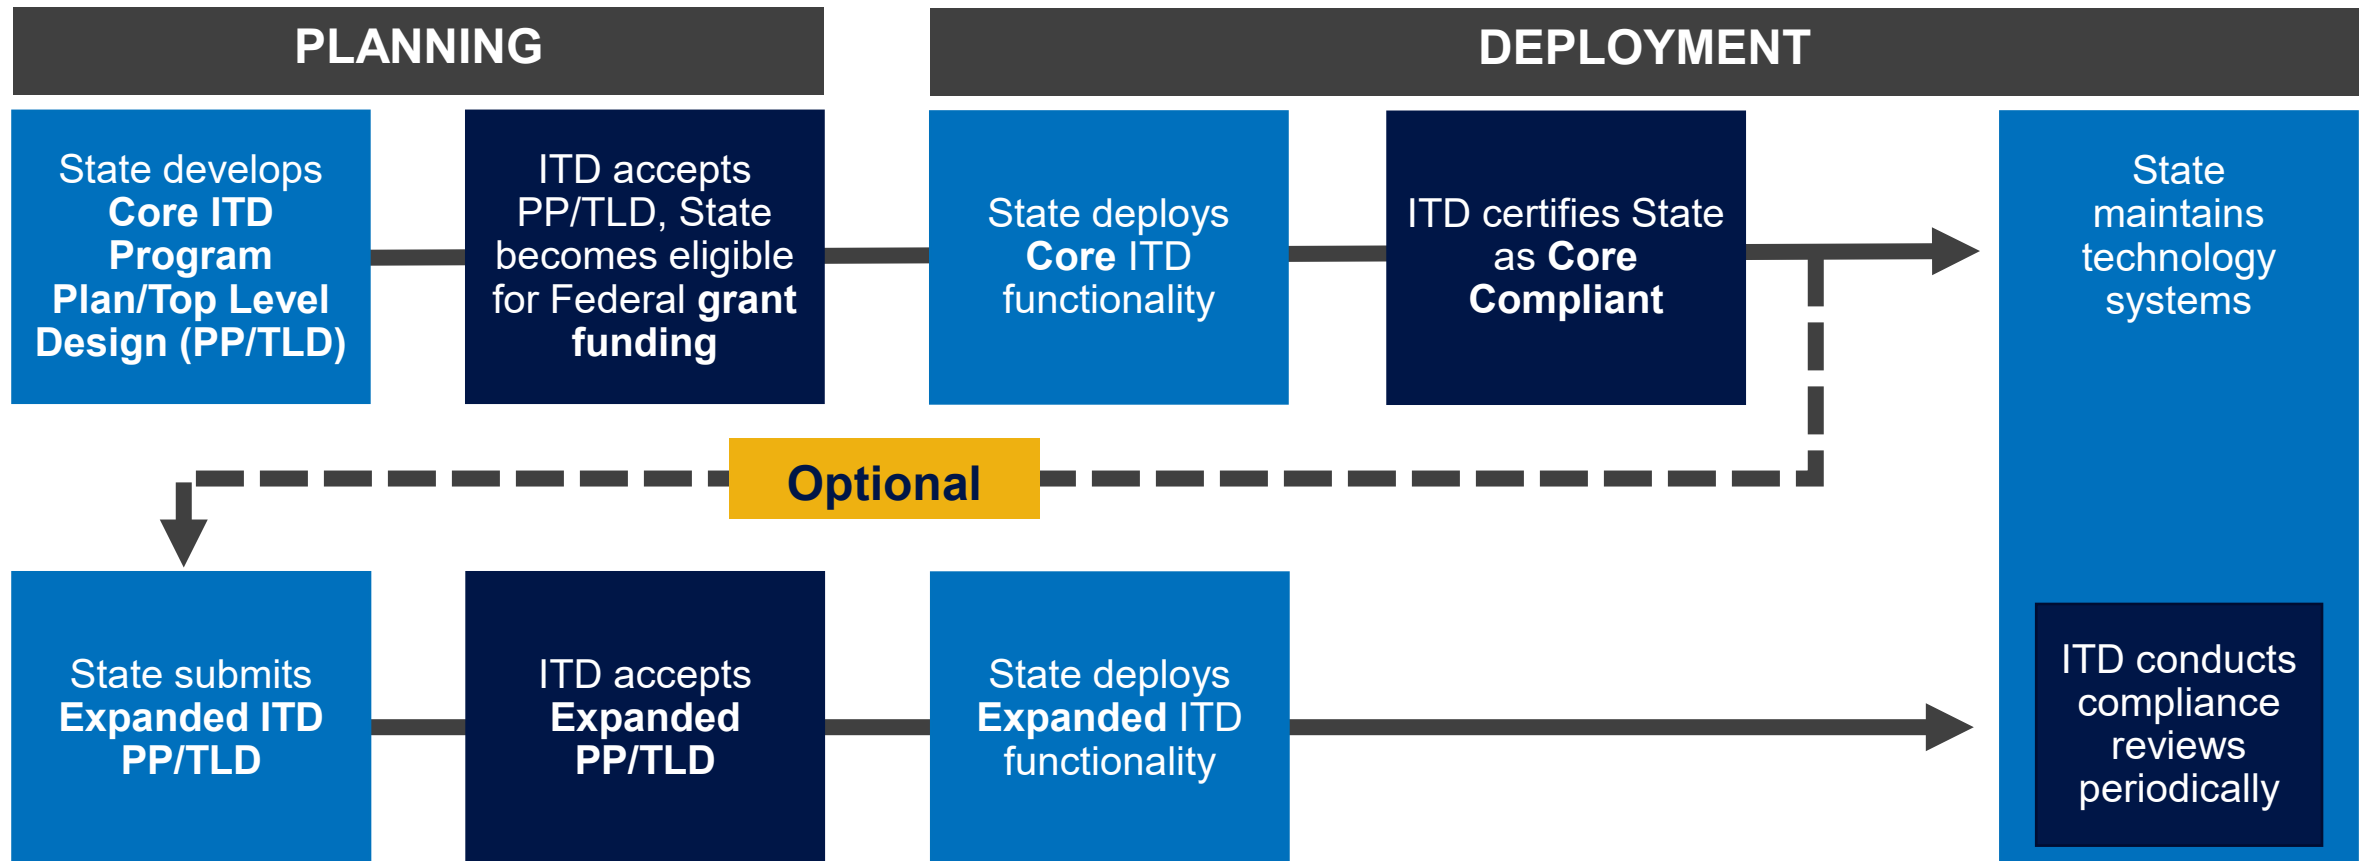 PLANNING
DEPLOYMENT
State develops
Core ITD
Program
Plan/Top Level
Design (PP/TLD)
ITD accepts
PP/TLD, State
becomes eligible
for Federal grant
funding
State deploys
Core ITD
functionality
ITD certifies State
as Core
Compliant
State
maintains
technology
systems
Optional
State submits
Expanded ITD
PP/TLD
ITD accepts
Expanded
PP/TLD
State deploys
Expanded ITD
functionality
ITD conducts
compliance
reviews
periodically